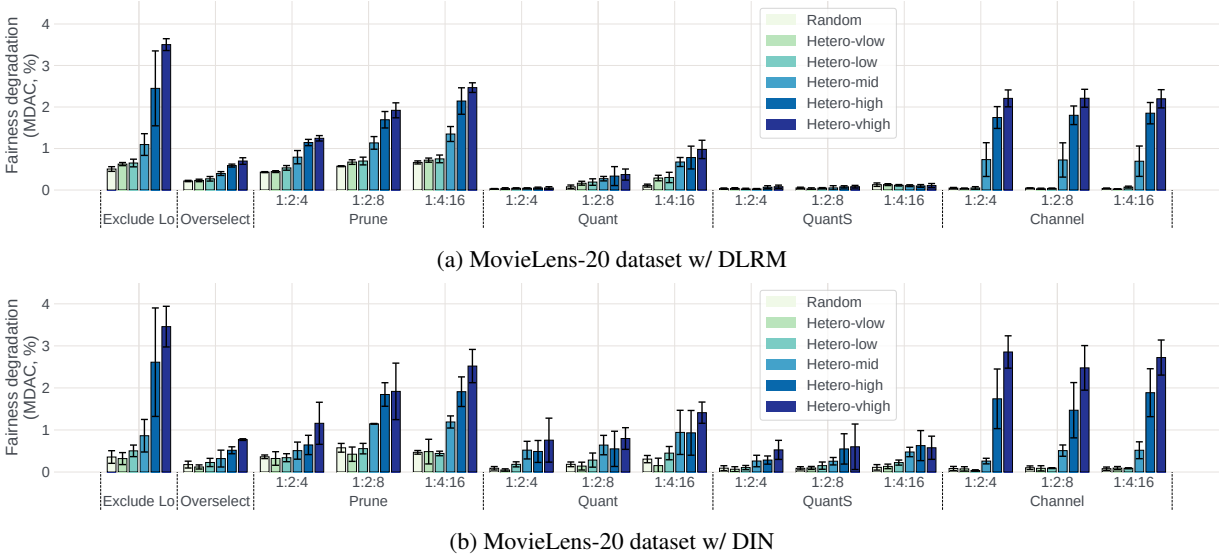 Fairness degradation
(MDAC, %)
4
3
2
1
0
Random
Hetero-vlow
Hetero-low
Hetero-mid
Hetero-high
Hetero-vhigh
1:2:4 1:2:8 1:4:16 1:2:4 1:2:8 1:4:16 1:2:4 1:2:8 1:4:16 1:2:4 1:2:8 1:4:16
Exclude Lo Overselect Prune Quant QuantS Channel
(a) MovieLens-20 dataset w/ DLRM
Fairness degradation
(MDAC, %)
4
3
2
1
0
Random
Hetero-vlow
Hetero-low
Hetero-mid
Hetero-high
Hetero-vhigh
1:2:4 1:2:8 1:4:16 1:2:4 1:2:8 1:4:16 1:2:4 1:2:8 1:4:16 1:2:4 1:2:8 1:4:16
Exclude Lo Overselect Prune Quant QuantS Channel
(b) MovieLens-20 dataset w/ DIN